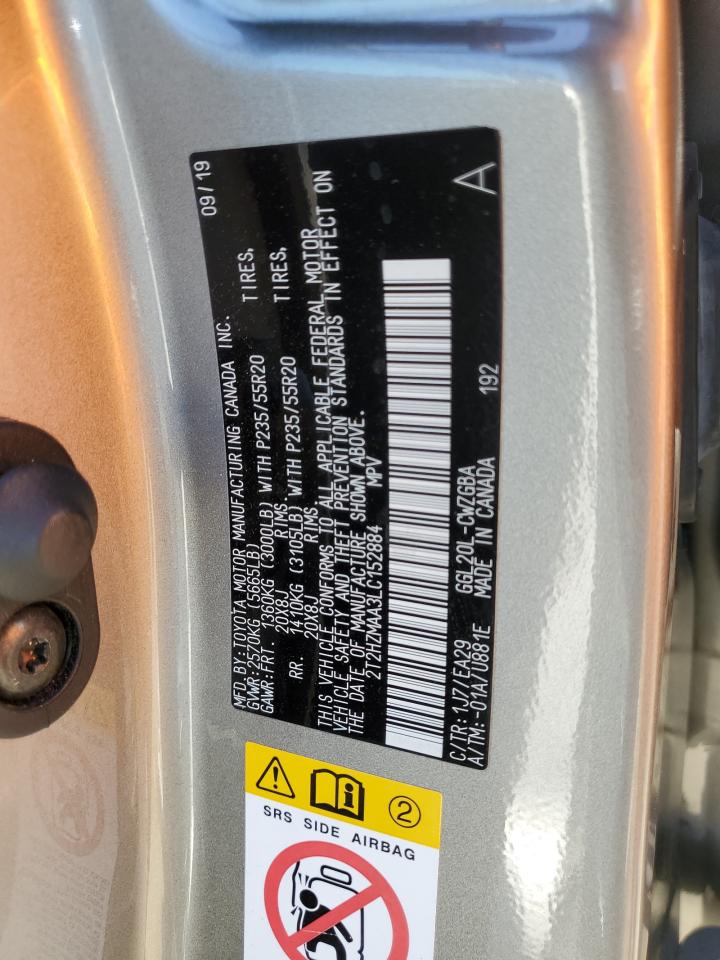 MFD BY: TOYOTA MOTOR MANUFACTURING CANADA INC. 09/19
GVWR: 2570KG (5665LB)
GAWR: FRT. 1360KG (3000LB) WITH P235/55R20 TIRES,
20X8J RIMS
RR. 1410KG (3105LB) WITH P235/55R20 TIRES,
20X8J RIMS
THIS VEHICLE CONFORMS TO ALL APPLICABLE FEDERAL MOTOR
VEHICLE SAFETY AND THEFT PREVENTION STANDARDS IN EFFECT ON
THE DATE OF MANUFACTURE SHOWN ABOVE.
2T2HZMAA3LC152884 MPV
C/TR: 1J7/EA29 GGL20L-CWZGBA 192
A/TM: -01A/U881E MADE IN CANADA
A
2
SRS SIDE AIRBAG